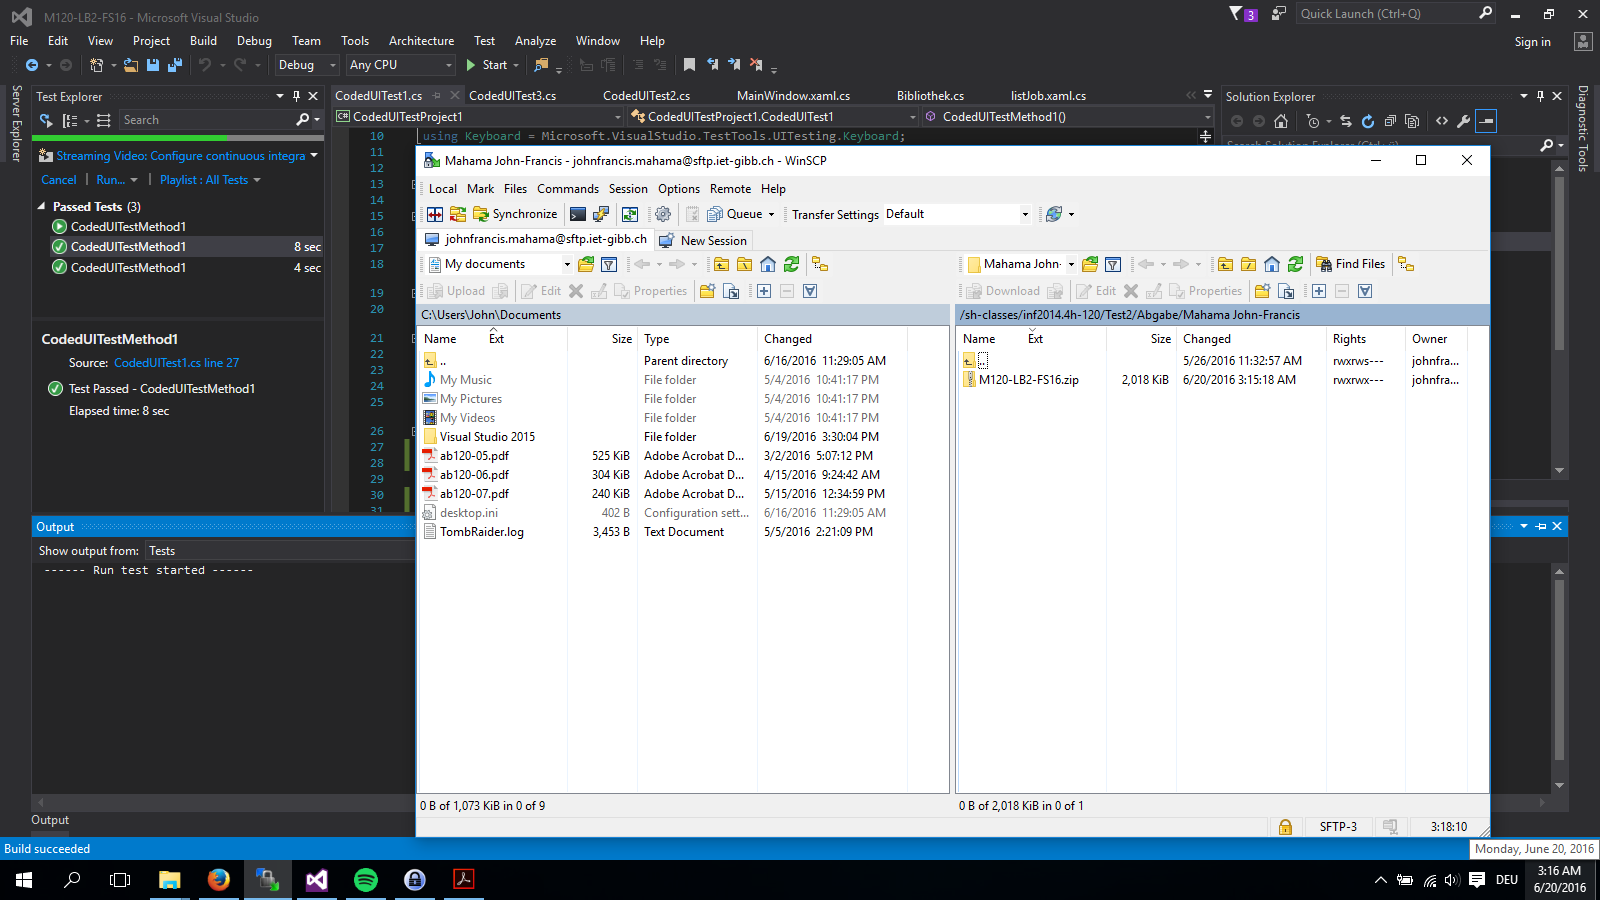 M120-LB2-FS16 - Microsoft Visual Studio
3
Quick Launch (Ctrl+Q)
File Edit View Project Build Debug Team Tools Architecture Test Analyze Window Help
Sign in
Debug Any CPU Start
Server Explorer
Test Explorer
Search
Streaming Video: Configure continuous integra
Cancel | Run... | Playlist : All Tests
Passed Tests (3)
CodedUITestMethod1
CodedUITestMethod1 8 sec
CodedUITestMethod1 4 sec
CodedUITestMethod1
Source: CodedUITest1.cs line 27
Test Passed - CodedUITestMethod1
Elapsed time: 8 sec
CodedUITest1.cs CodedUITest3.cs CodedUITest2.cs MainWindow.xaml.cs Bibliothek.cs listJob.xaml.cs
CodedUITestProject1 CodedUITestProject1.CodedUITest1 CodedUITestMethod1()
10 using Keyboard = Microsoft.VisualStudio.TestTools.UITesting.Keyboard;
11
12
13
14
15
16
17
18
19
20
21
22
23
24
25
26
27
28
29
30
31
Solution Explorer
Diagnostic Tools
Mahama John-Francis - johnfrancis.mahama@sftp.iet-gibb.ch - WinSCP
Local Mark Files Commands Session Options Remote Help
Synchronize Queue Transfer Settings Default
johnfrancis.mahama@sftp.iet-gibb.ch New Session
My documents
Upload Edit Properties
C:\Users\John\Documents
Name Ext Size Type Changed
.. Parent directory 6/16/2016 11:29:05 AM
My Music File folder 5/4/2016 10:41:17 PM
My Pictures File folder 5/4/2016 10:41:17 PM
My Videos File folder 5/4/2016 10:41:17 PM
Visual Studio 2015 File folder 6/19/2016 3:30:04 PM
ab120-05.pdf 525 KiB Adobe Acrobat D... 3/2/2016 5:07:12 PM
ab120-06.pdf 304 KiB Adobe Acrobat D... 4/15/2016 9:24:42 AM
ab120-07.pdf 240 KiB Adobe Acrobat D... 5/15/2016 12:34:59 PM
desktop.ini 402 B Configuration sett... 6/16/2016 11:29:05 AM
TombRaider.log 3,453 B Text Document 5/5/2016 2:21:09 PM
0 B of 1,073 KiB in 0 of 9
Mahama John- Find Files
Download Edit Properties
/sh-classes/inf2014.4h-120/Test2/Abgabe/Mahama John-Francis
Name Ext Size Changed Rights Owner
.. 5/26/2016 11:32:57 AM rwxrws--- johnfra...
M120-LB2-FS16.zip 2,018 KiB 6/20/2016 3:15:18 AM rwxrwx--- johnfra...
0 B of 2,018 KiB in 0 of 1
SFTP-3 3:18:10
Output
Show output from: Tests
------ Run test started ------
Output
Build succeeded
Monday, June 20, 2016
DEU
3:16 AM
6/20/2016